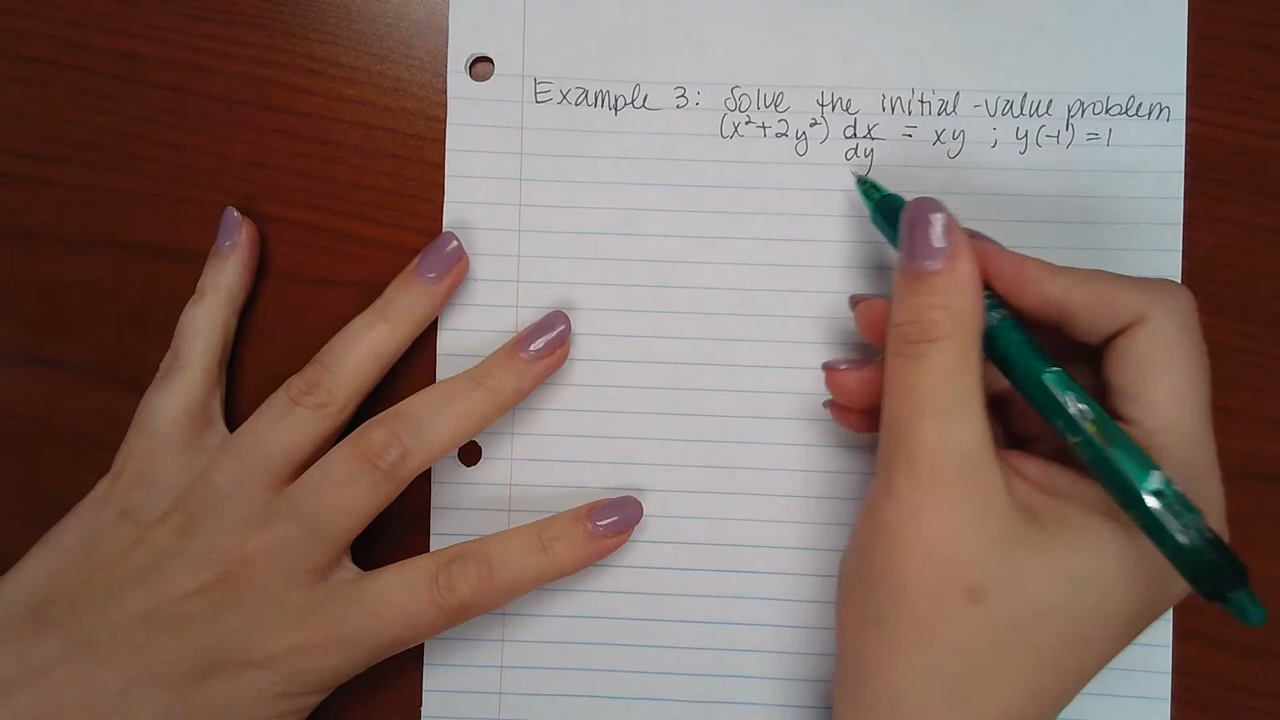 Example 3: Solve the initial-value problem
(x²+2y²) dx/dy = xy ; y(-1) = 1